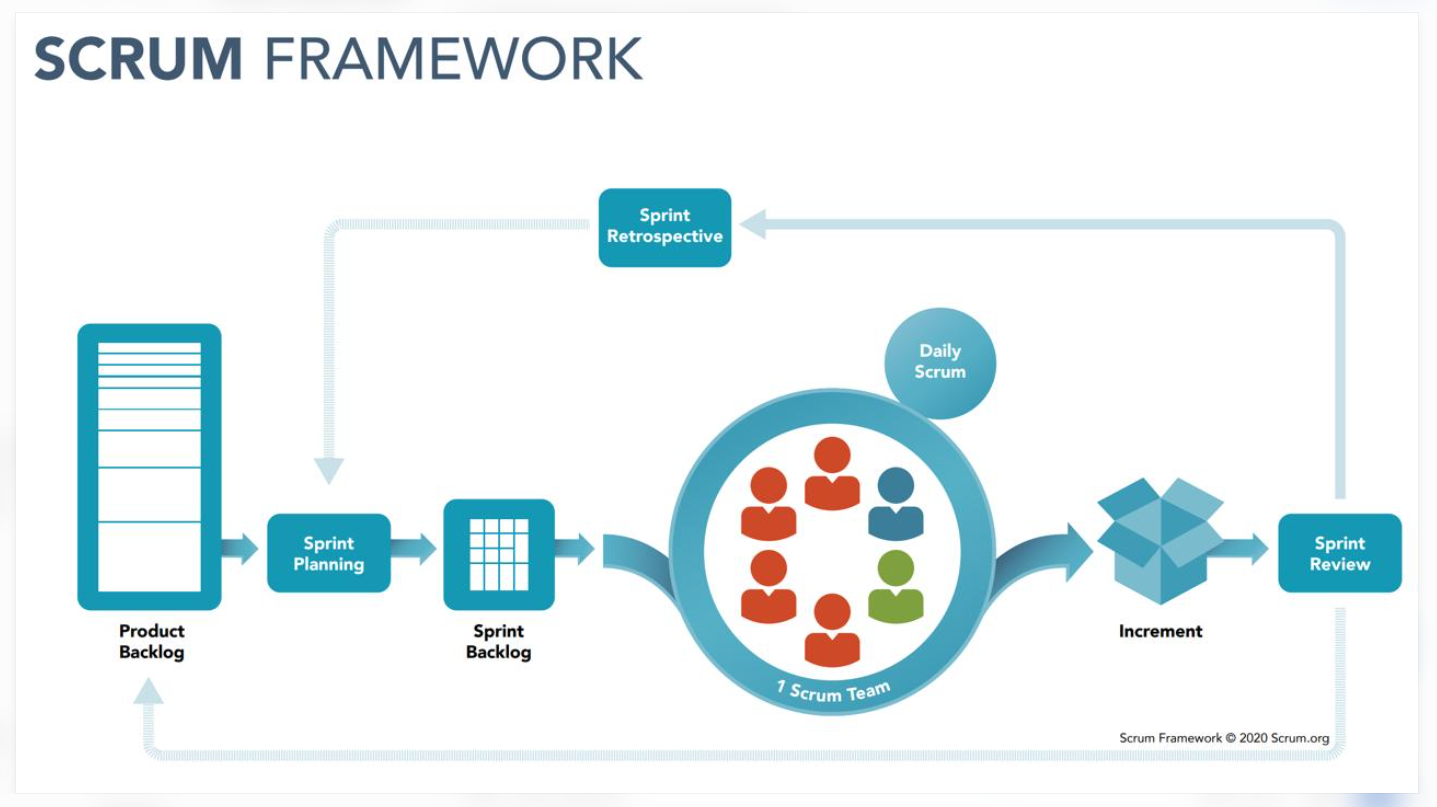 SCRUM FRAMEWORK
Sprint
Retrospective
Daily
Scrum
Sprint
Planning
Sprint
Review
Product
Backlog
Sprint
Backlog
1 Scrum Team
Increment
Scrum Framework © 2020 Scrum.org